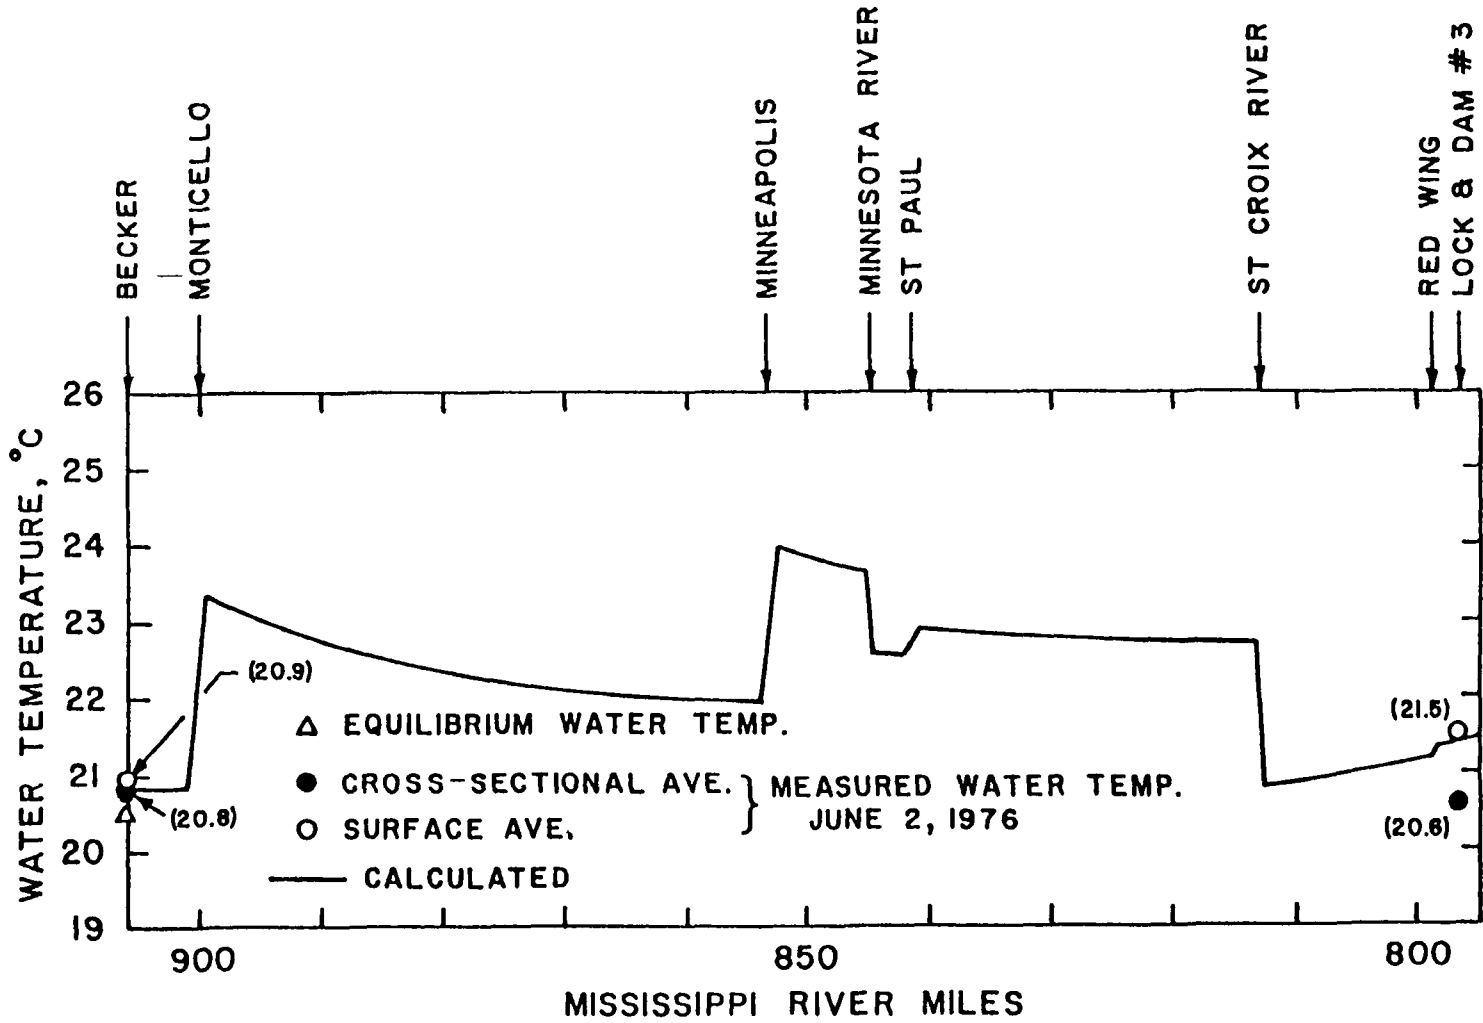 BECKER
MONTICELLO
MINNEAPOLIS
MINNESOTA RIVER
ST PAUL
ST CROIX RIVER
RED WING
LOCK & DAM #3
WATER TEMPERATURE, °C
26
25
24
23
22
21
20
19
(20.9)
(20.8)
(21.5)
(20.6)
△ EQUILIBRIUM WATER TEMP.
● CROSS-SECTIONAL AVE.
○ SURFACE AVE.
} MEASURED WATER TEMP.
JUNE 2, 1976
— CALCULATED
900
850
800
MISSISSIPPI RIVER MILES